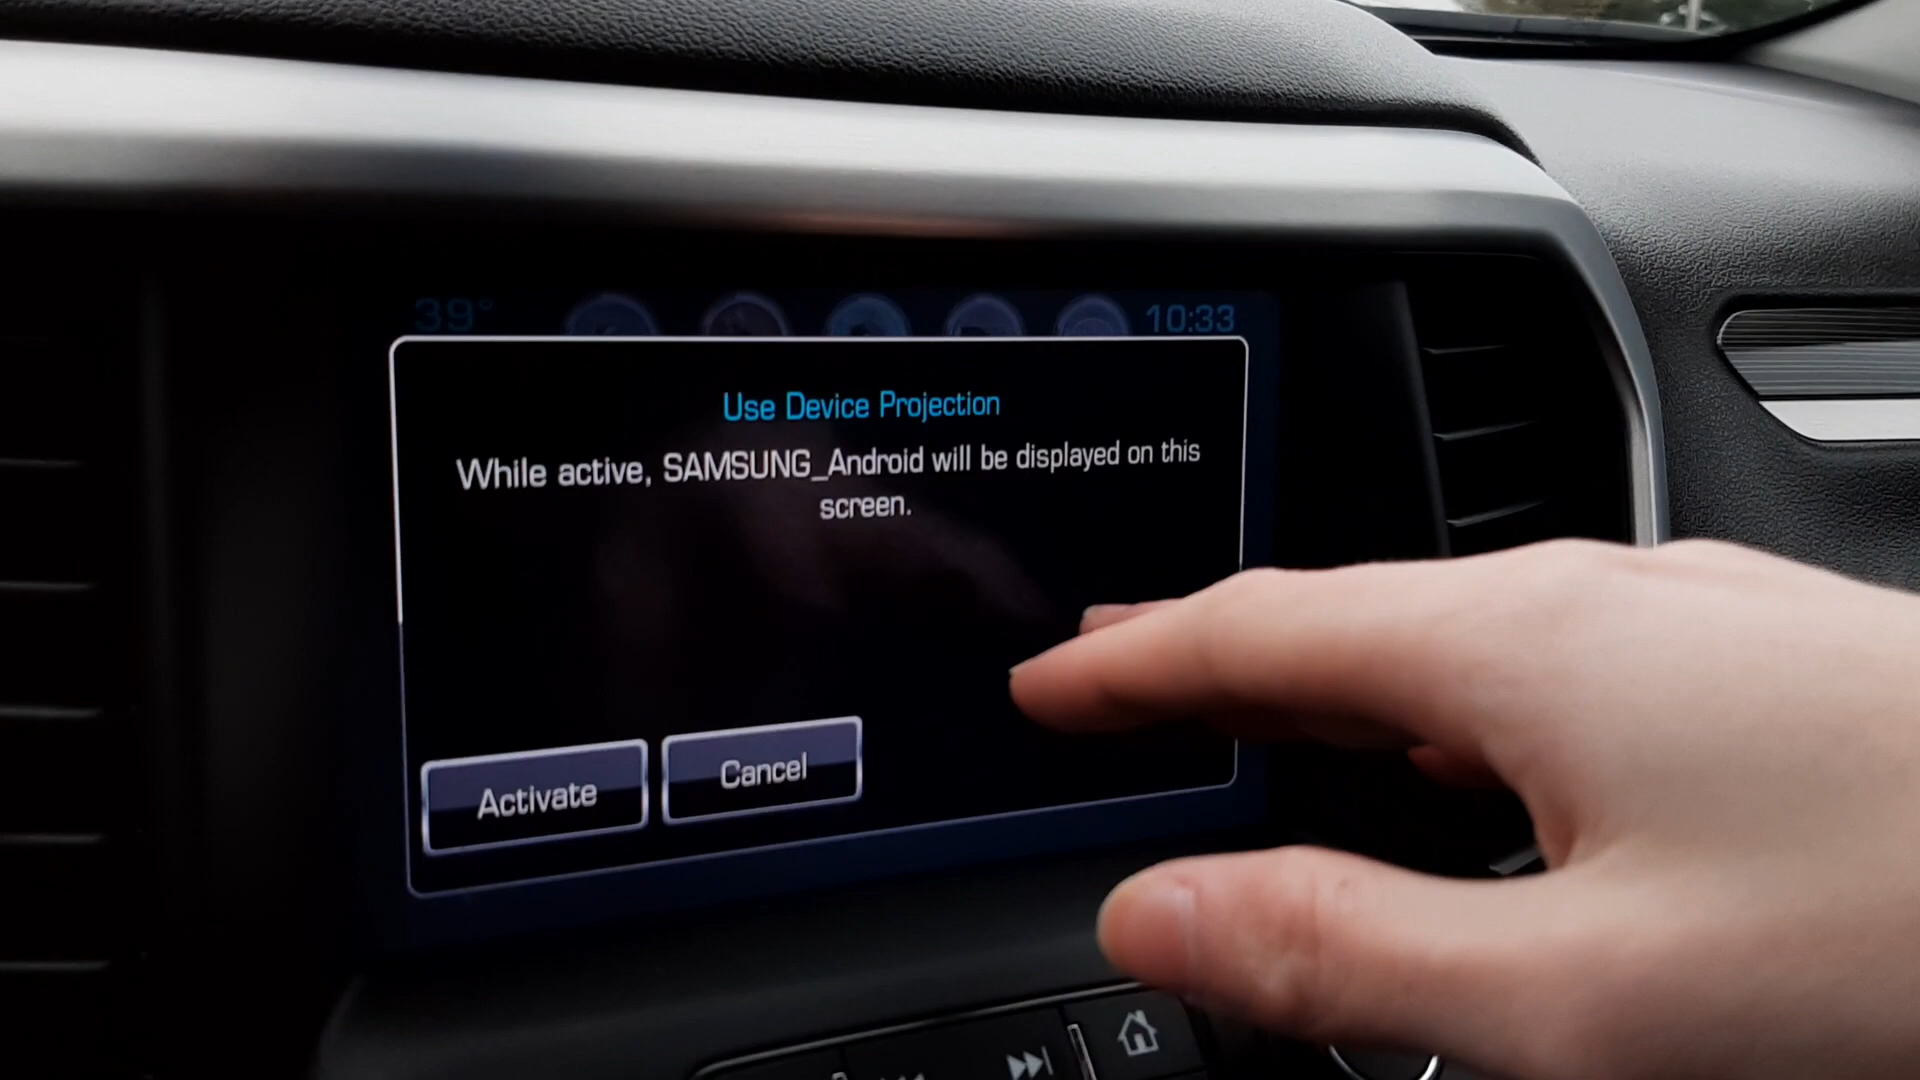 39° 10:33
Use Device Projection
While active, SAMSUNG_Android will be displayed on this
screen.
Activate Cancel